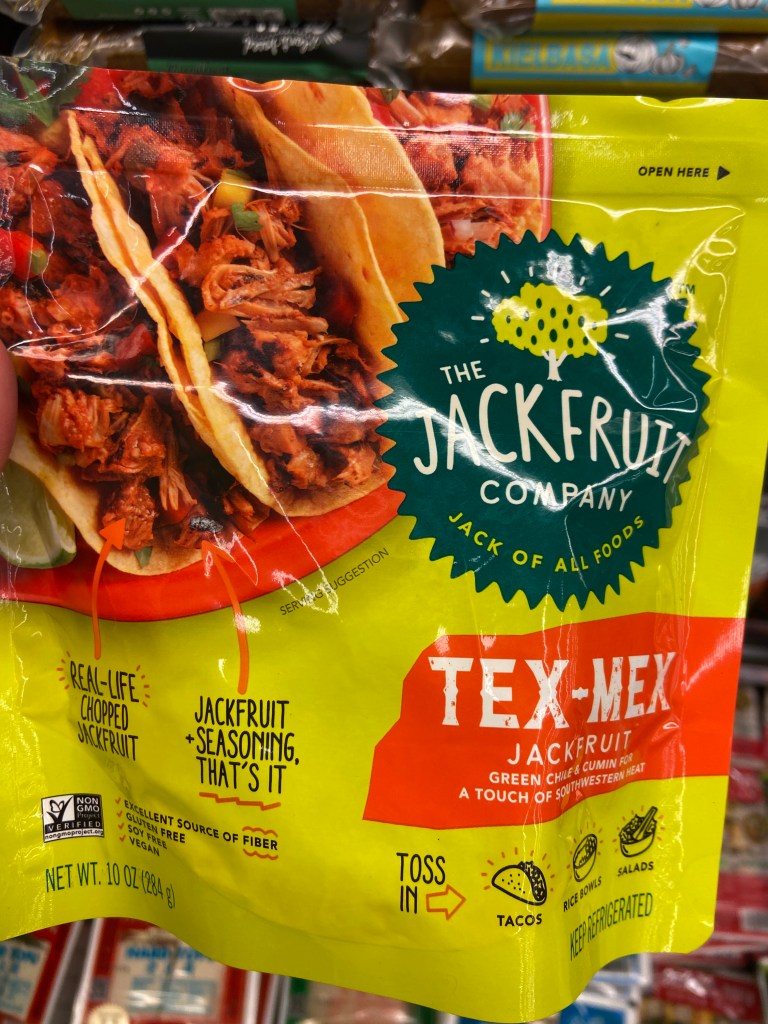 KIELBASA
OPEN HERE
THE
JACKFRUIT
COMPANY
TM
JACK OF ALL FOODS
SERVING SUGGESTION
REAL-LIFE
CHOPPED
JACKFRUIT
JACKFRUIT
+SEASONING,
THAT'S IT
TEX-MEX
JACKFRUIT
GREEN CHILE & CUMIN FOR
A TOUCH OF SOUTHWESTERN HEAT
NON
GMO
Project
VERIFIED
nongmoproject.org
EXCELLENT SOURCE OF FIBER
GLUTEN FREE
SOY FREE
VEGAN
NET WT. 10 OZ (284 g)
TOSS
IN
TACOS
RICE BOWLS
SALADS
KEEP REFRIGERATED